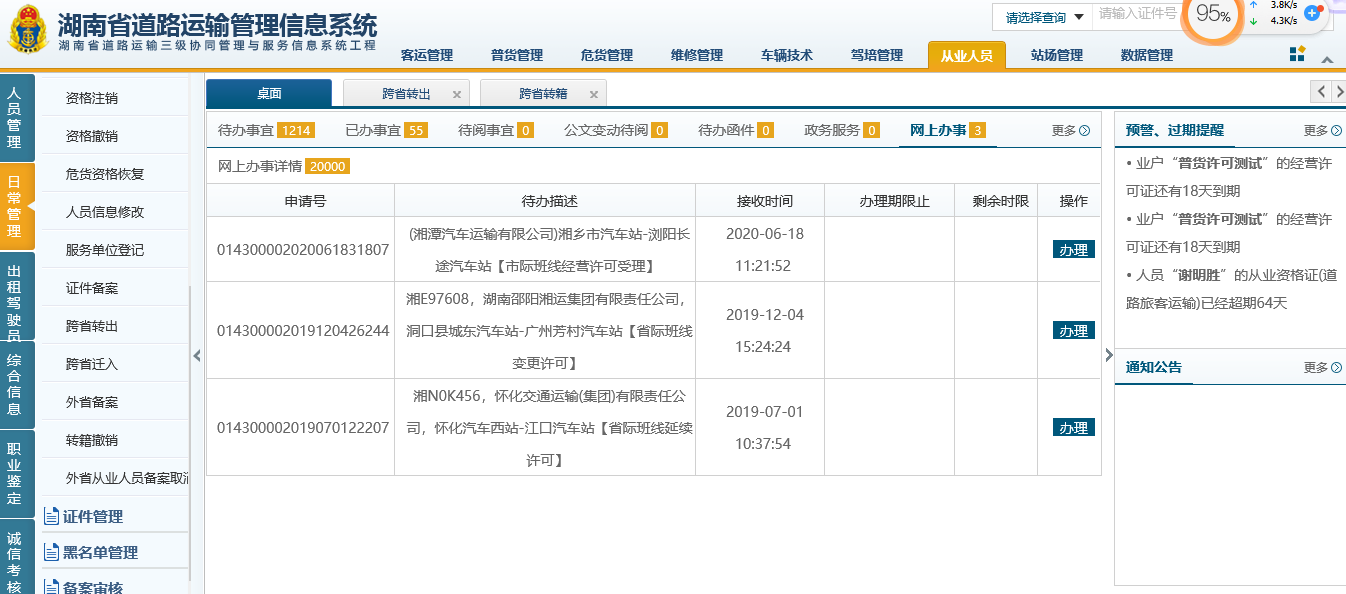 湖南省道路运输管理信息系统
湖南省道路运输三级协同管理与服务信息系统工程
请选择查询
请输入证件号
95%
3.8K/s
4.3K/s
客运管理 普货管理 危货管理 维修管理 车辆技术 驾培管理 从业人员 站场管理 数据管理
人员管理
日常管理
出租驾驶员
综合信息
职业鉴定
诚信考核
资格注销
资格撤销
危货资格恢复
人员信息修改
服务单位登记
证件备案
跨省转出
跨省迁入
外省备案
转籍撤销
外省从业人员备案取消
证件管理
黑名单管理
备案审核
桌面 跨省转出 跨省转籍
待办事宜 1214 已办事宜 55 待阅事宜 0 公文变动待阅 0 待办函件 0 政务服务 0 网上办事 3 更多
网上办事详情 20000
申请号 待办描述 接收时间 办理期限止 剩余时限 操作
014300002020061831807
(湘潭汽车运输有限公司)湘乡市汽车站-浏阳长
途汽车站【市际班线经营许可受理】
2020-06-18
11:21:52
办理
014300002019120426244
湘E97608，湖南邵阳湘运集团有限责任公司，
洞口县城东汽车站-广州芳村汽车站【省际班线
变更许可】
2019-12-04
15:24:24
办理
014300002019070122207
湘N0K456，怀化交通运输(集团)有限责任公
司，怀化汽车西站-江口汽车站【省际班线延续
许可】
2019-07-01
10:37:54
办理
预警、过期提醒 更多
• 业户“普货许可测试”的经营许
可证还有18天到期
• 业户“普货许可测试”的经营许
可证还有18天到期
• 人员“谢明胜”的从业资格证(道
路旅客运输)已经超期64天
通知公告 更多